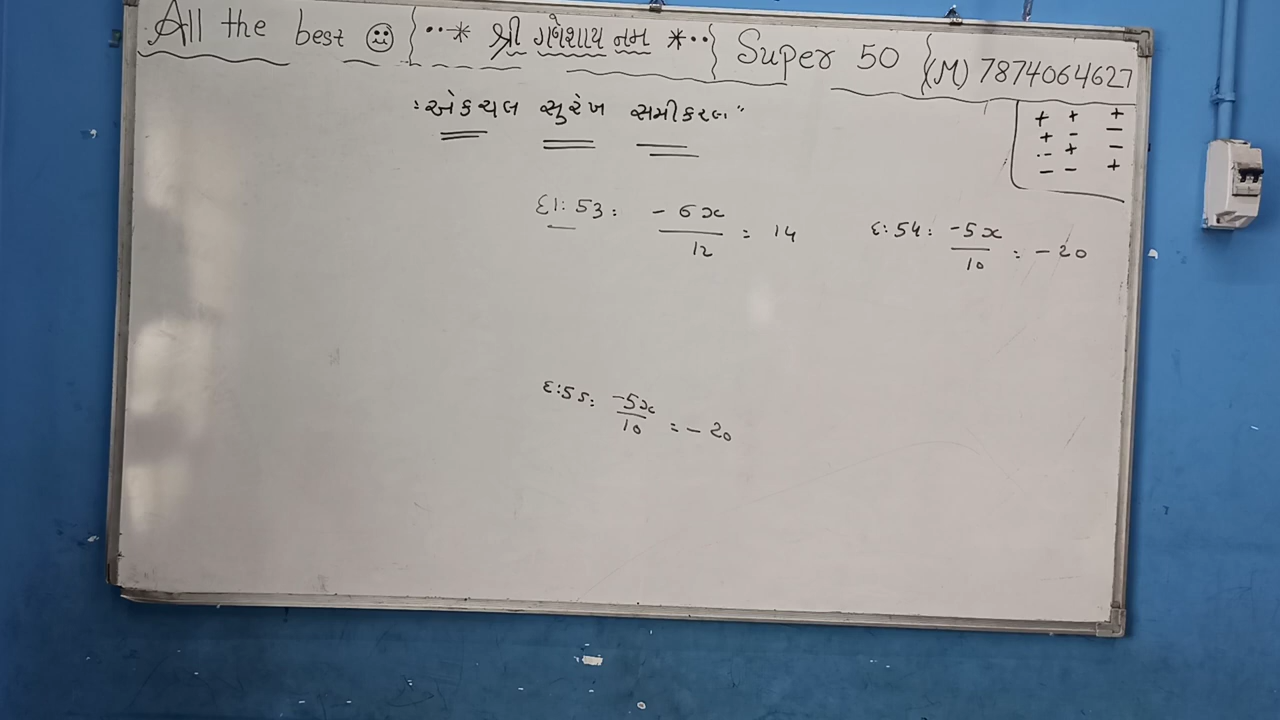 All the best {··* શ્રી ગણેશાય નમ *··} Super 50 {(M) 7874064627
: એકચલ સુરેખ સમીકરણ "
+ + +
+ - -
- + -
- - +
દા: 53: -6x/12 = 14
દ: 54: -5x/10 = -20
દ: 55: -5x/10 = -20